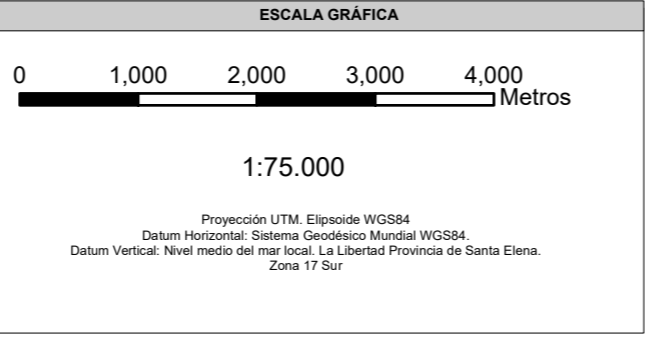 ESCALA GRÁFICA
0 1,000 2,000 3,000 4,000
Metros
1:75.000
Proyección UTM. Elipsoide WGS84
Datum Horizontal: Sistema Geodésico Mundial WGS84.
Datum Vertical: Nivel medio del mar local. La Libertad Provincia de Santa Elena.
Zona 17 Sur